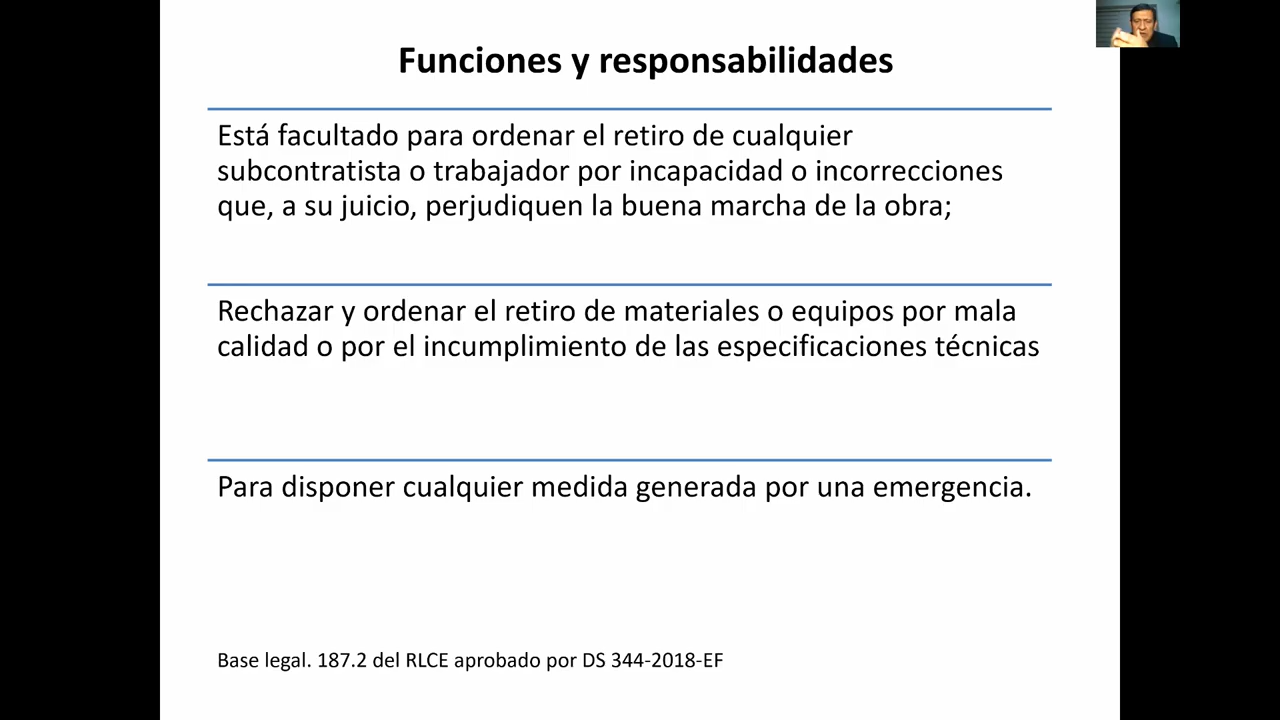 Funciones y responsabilidades
Está facultado para ordenar el retiro de cualquier
subcontratista o trabajador por incapacidad o incorrecciones
que, a su juicio, perjudiquen la buena marcha de la obra;
Rechazar y ordenar el retiro de materiales o equipos por mala
calidad o por el incumplimiento de las especificaciones técnicas
Para disponer cualquier medida generada por una emergencia.
Base legal. 187.2 del RLCE aprobado por DS 344-2018-EF